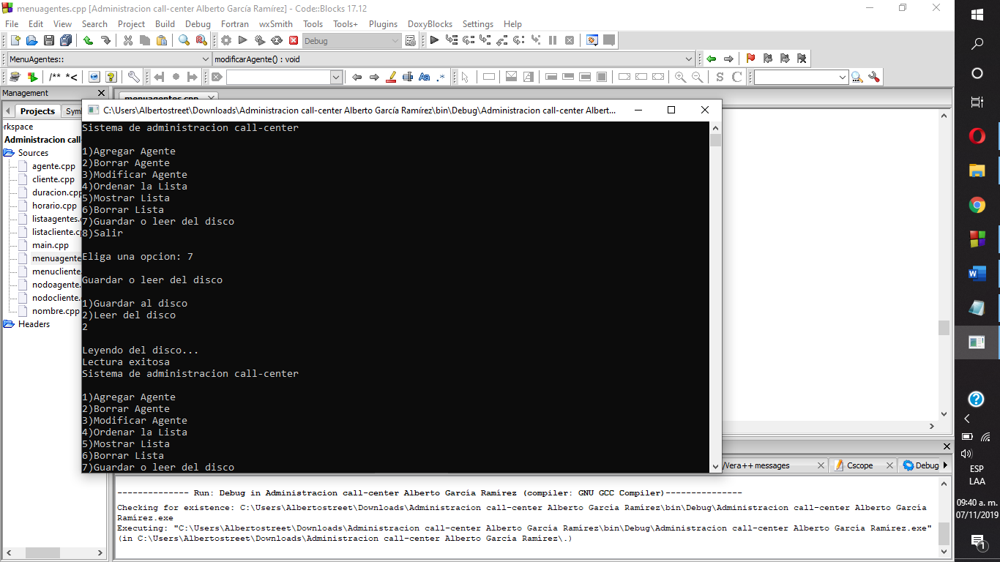 menuagentes.cpp [Administracion call-center Alberto García Ramírez] - Code::Blocks 17.12
File Edit View Search Project Build Debug Fortran wxSmith Tools Tools+ Plugins DoxyBlocks Settings Help
Debug
MenuAgentes:: modificarAgente() : void
/** *< Aa .* S C
Management
menuagentes.cpp
Projects Sym
rkspace
Administracion call-
Sources
agente.cpp
cliente.cpp
duracion.cpp
horario.cpp
listaagentes.
listacliente.cp
main.cpp
menuagente
menucliente.
nodoagente.
nodocliente.
nombre.cpp
Headers
C:\Users\Albertostreet\Downloads\Administracion call-center Alberto García Ramírez\bin\Debug\Administracion call-center Albert...
Sistema de administracion call-center
1)Agregar Agente
2)Borrar Agente
3)Modificar Agente
4)Ordenar la Lista
5)Mostrar Lista
6)Borrar Lista
7)Guardar o leer del disco
8)Salir
Eliga una opcion: 7
Guardar o leer del disco
1)Guardar al disco
2)Leer del disco
2
Leyendo del disco...
Lectura exitosa
Sistema de administracion call-center
1)Agregar Agente
2)Borrar Agente
3)Modificar Agente
4)Ordenar la Lista
5)Mostrar Lista
6)Borrar Lista
7)Guardar o leer del disco
/Vera++ messages Cscope Debug
-------------- Run: Debug in Administracion call-center Alberto García Ramírez (compiler: GNU GCC Compiler)---------------
Checking for existence: C:\Users\Albertostreet\Downloads\Administracion call-center Alberto García Ramírez\bin\Debug\Administracion call-center Alberto García
Ramírez.exe
Executing: "C:\Users\Albertostreet\Downloads\Administracion call-center Alberto García Ramírez\bin\Debug\Administracion call-center Alberto García Ramírez.exe"
(in C:\Users\Albertostreet\Downloads\Administracion call-center Alberto García Ramírez\.)
ESP
LAA
09:40 a. m.
07/11/2019
1